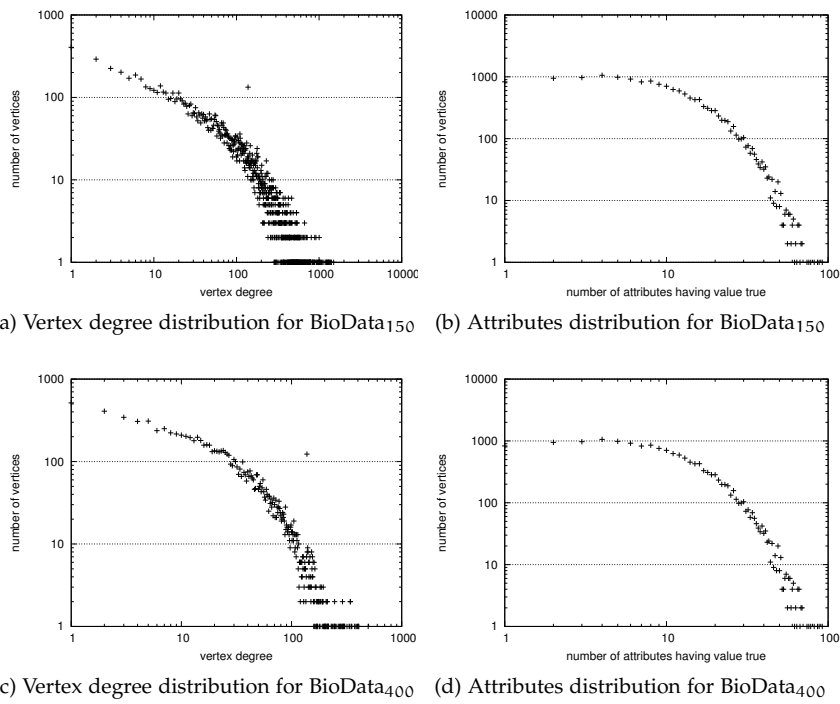 1000
100
10
1
1 10 100 1000 10000
number of vertices
vertex degree
10000
1000
100
10
1
1 10 100
number of vertices
number of attributes having value true
a) Vertex degree distribution for BioData150
(b) Attributes distribution for BioData150
1000
100
10
1
1 10 100 1000
number of vertices
vertex degree
10000
1000
100
10
1
1 10 100
number of vertices
number of attributes having value true
c) Vertex degree distribution for BioData400
(d) Attributes distribution for BioData400